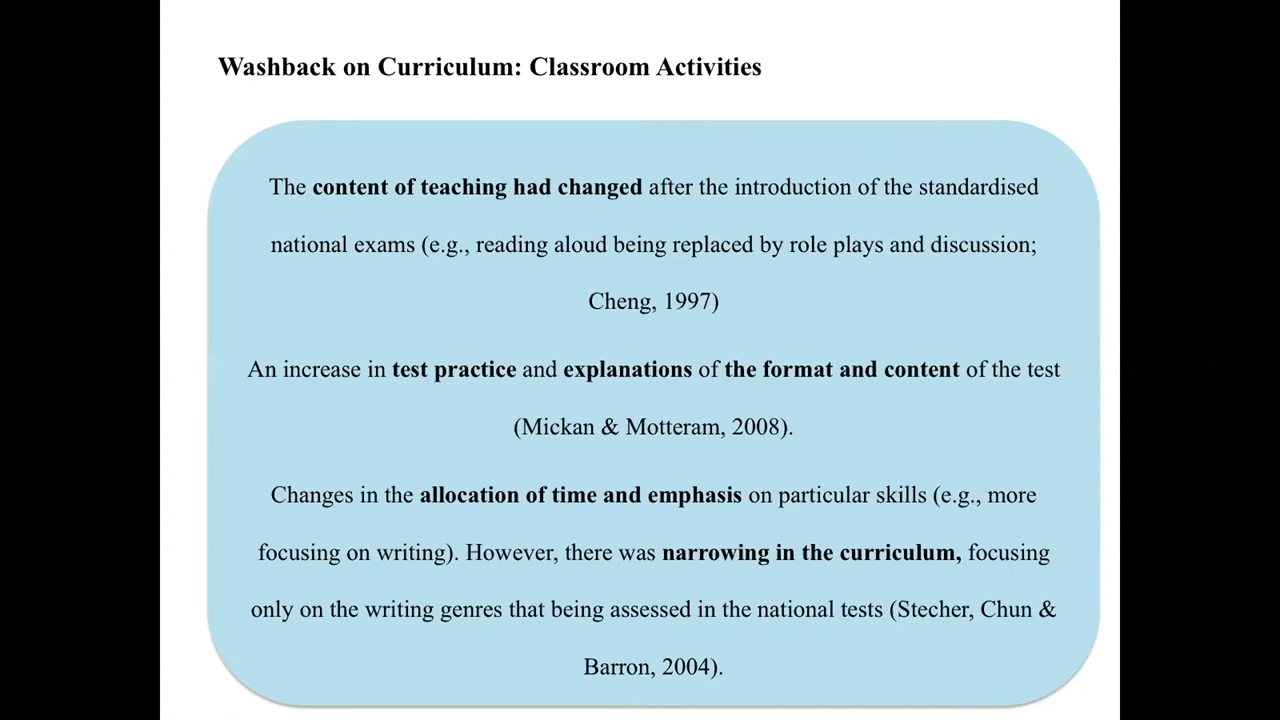 Washback on Curriculum: Classroom Activities
The content of teaching had changed after the introduction of the standardised
national exams (e.g., reading aloud being replaced by role plays and discussion;
Cheng, 1997)
An increase in test practice and explanations of the format and content of the test
(Mickan & Motteram, 2008).
Changes in the allocation of time and emphasis on particular skills (e.g., more
focusing on writing). However, there was narrowing in the curriculum, focusing
only on the writing genres that being assessed in the national tests (Stecher, Chun &
Barron, 2004).